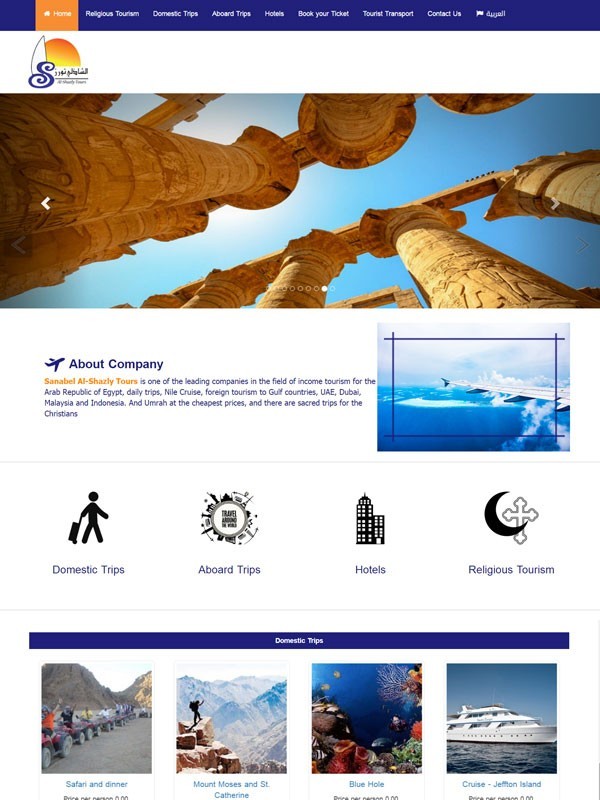 Home Religious Tourism Domestic Trips Aboard Trips Hotels Book your Ticket Tourist Transport Contact Us العربية
الشاذلي تورز
Al-Shazly Tours
About Company
Sanabel Al-Shazly Tours is one of the leading companies in the field of income tourism for the
Arab Republic of Egypt, daily trips, Nile Cruise, foreign tourism to Gulf countries, UAE, Dubai,
Malaysia and Indonesia. And Umrah at the cheapest prices, and there are sacred trips for the
Christians
TRAVEL
AROUND
THE WORLD
Domestic Trips Aboard Trips Hotels Religious Tourism
Domestic Trips
Safari and dinner Mount Moses and St. Blue Hole Cruise - Jeffton Island
Catherine
Price per person 0.00 Price per person 0.00 Price per person 0.00